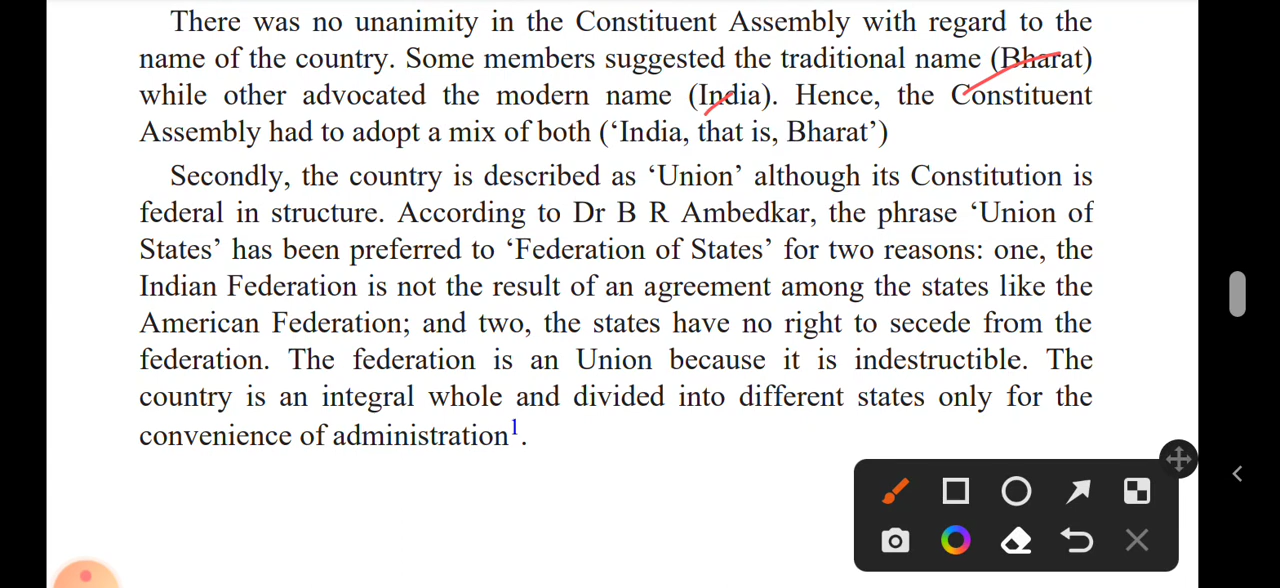 There was no unanimity in the Constituent Assembly with regard to the
name of the country. Some members suggested the traditional name (Bharat)
while other advocated the modern name (India). Hence, the Constituent
Assembly had to adopt a mix of both (‘India, that is, Bharat’)
Secondly, the country is described as ‘Union’ although its Constitution is
federal in structure. According to Dr B R Ambedkar, the phrase ‘Union of
States’ has been preferred to ‘Federation of States’ for two reasons: one, the
Indian Federation is not the result of an agreement among the states like the
American Federation; and two, the states have no right to secede from the
federation. The federation is an Union because it is indestructible. The
country is an integral whole and divided into different states only for the
convenience of administration1.